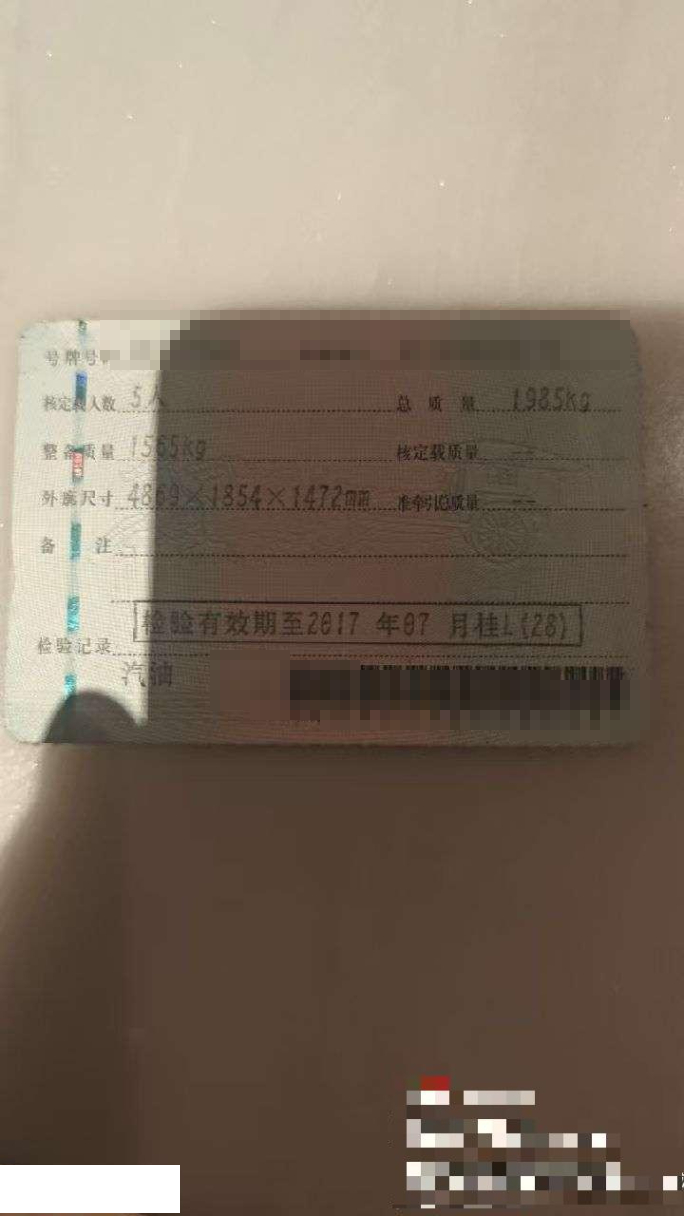 号牌号
核定载人数 5人 总质量 1985kg
整备质量 1565kg 核定载质量 --
外廓尺寸 4869×1854×1472mm 准牵引总质量 --
备注
检验记录 检验有效期至2017年07月桂L(28)
汽油